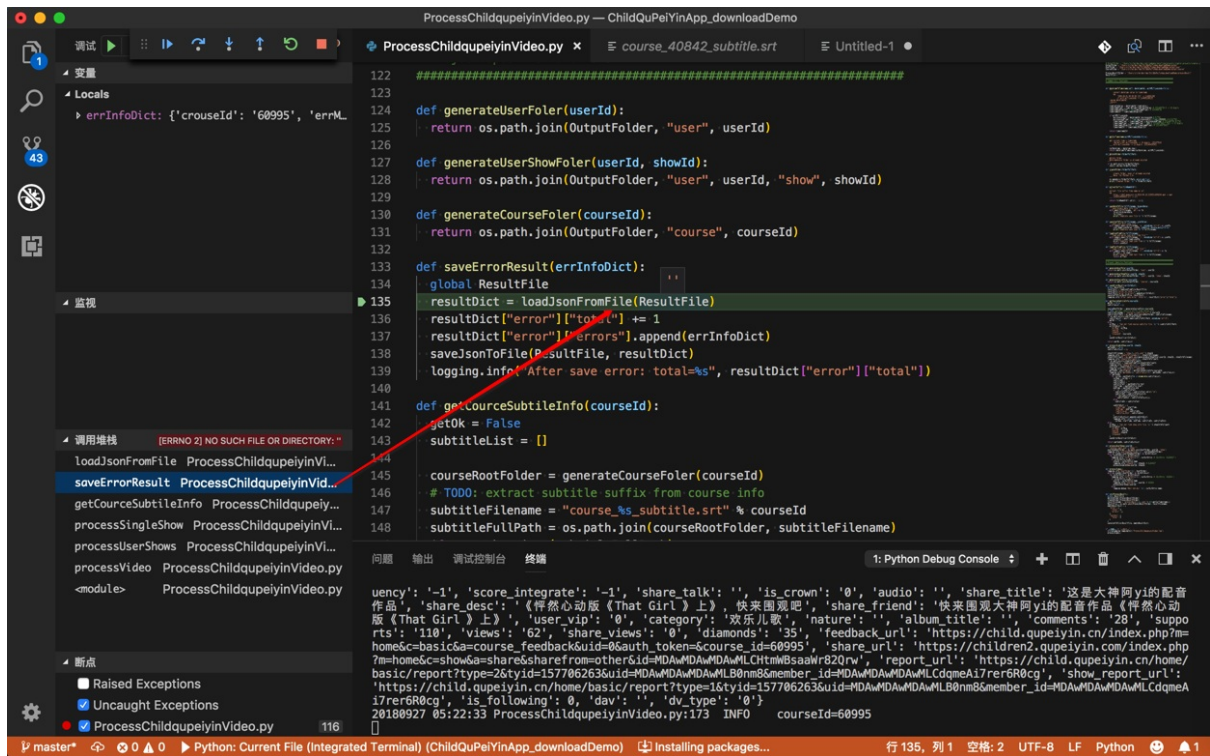 ProcessChildqupeiyinVideo.py — ChildQuPeiYinApp_downloadDemo
调试
ProcessChildqupeiyinVideo.py ×
course_40842_subtitle.srt
Untitled-1
1
43
变量
Locals
errInfoDict: {'crouseId': '60995', 'errM…
监视
调用堆栈 [ERRNO 2] NO SUCH FILE OR DIRECTORY: ''
loadJsonFromFile ProcessChildqupeiyinVi...
saveErrorResult ProcessChildqupeiyinVid...
getCourceSubtileInfo ProcessChildqupeiy...
processSingleShow ProcessChildqupeiyinVi...
processUserShows ProcessChildqupeiyinVi...
processVideo ProcessChildqupeiyinVideo.py
<module> ProcessChildqupeiyinVideo.py
断点
Raised Exceptions
Uncaught Exceptions
ProcessChildqupeiyinVideo.py 116
122 ######################################################################
123
124 def generateUserFoler(userId):
125 return os.path.join(OutputFolder, "user", userId)
126
127 def generateUserShowFoler(userId, showId):
128 return os.path.join(OutputFolder, "user", userId, "show", showId)
129
130 def generateCourseFoler(courseId):
131 return os.path.join(OutputFolder, "course", courseId)
132
133 def saveErrorResult(errInfoDict):
134 global ResultFile
''
135 resultDict = loadJsonFromFile(ResultFile)
136 resultDict["error"]["total"] += 1
137 resultDict["error"]["errors"].append(errInfoDict)
138 saveJsonToFile(ResultFile, resultDict)
139 logging.info("After save error: total=%s", resultDict["error"]["total"])
140
141 def getCourceSubtileInfo(courseId):
142 getOk = False
143 subtitleList = []
144
145 courseRootFolder = generateCourseFoler(courseId)
146 # TODO: extract subtitle suffix from course info
147 subtitleFilename = "course_%s_subtitle.srt" % courseId
148 subtitleFullPath = os.path.join(courseRootFolder, subtitleFilename)
问题 输出 调试控制台 终端 1: Python Debug Console
uency': '-1', 'score_integrate': '-1', 'share_talk': '', 'is_crown': '0', 'audio': '', 'share_title': '这是大神阿yi的配音
作品', 'share_desc': '《怦然心动版《That Girl 》上》, 快来围观吧', 'share_friend': '快来围观大神阿yi的配音作品《怦然心动
版《That Girl 》上》', 'user_vip': '0', 'category': '欢乐儿歌', 'nature': '', 'album_title': '', 'comments': '28', 'suppo
rts': '110', 'views': '62', 'share_views': '0', 'diamonds': '35', 'feedback_url': 'https://child.qupeiyin.cn/index.php?m=
home&c=basic&a=course_feedback&uid=0&auth_token=&course_id=60995', 'share_url': 'https://children2.qupeiyin.com/index.php
?m=home&c=show&a=share&sharefrom=other&id=MDAwMDAwMDAwMLCHtmWBsaaWr82Qrw', 'report_url': 'https://child.qupeiyin.cn/home/
basic/report?type=2&tyid=157706263&uid=MDAwMDAwMDAwMLB0nm8&member_id=MDAwMDAwMDAwMLCdqmeAi7rer6R0cg', 'show_report_url':
'https://child.qupeiyin.cn/home/basic/report?type=1&tyid=157706263&uid=MDAwMDAwMDAwMLB0nm8&member_id=MDAwMDAwMDAwMLCdqmeA
i7rer6R0cg', 'is_following': 0, 'dav': '', 'dv_type': '0'}
20180927 05:22:33 ProcessChildqupeiyinVideo.py:173 INFO courseId=60995
master* 0 0 Python: Current File (Integrated Terminal) (ChildQuPeiYinApp_downloadDemo) Installing packages... 行 135, 列 1 空格: 2 UTF-8 LF Python 1